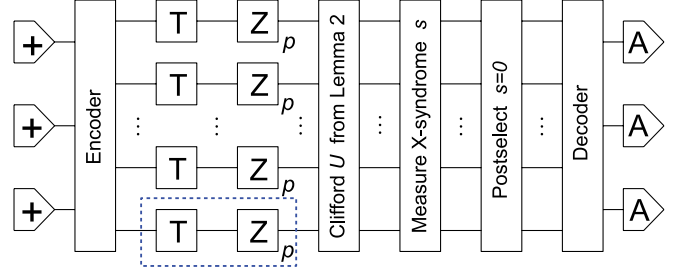 +
+
+
Encoder
T Z p
T Z p
T Z p
T Z p
Clifford U from Lemma 2
Measure X-syndrome s
Postselect s=0
Decoder
A
A
A